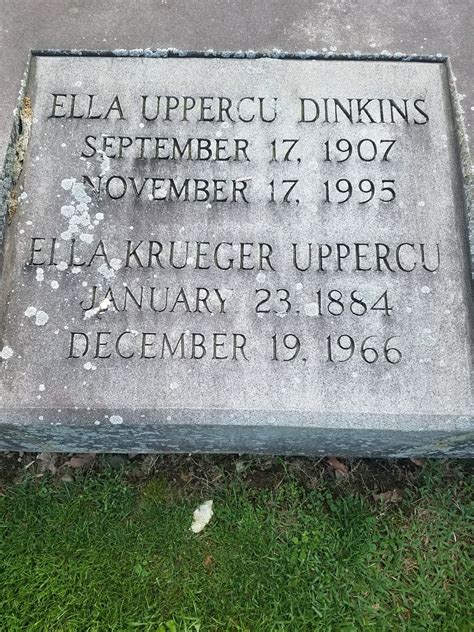 ELLA UPPERCU DINKINS
SEPTEMBER 17, 1907
NOVEMBER 17, 1995
ELLA KRUEGER UPPERCU
JANUARY 23, 1884
DECEMBER 19, 1966